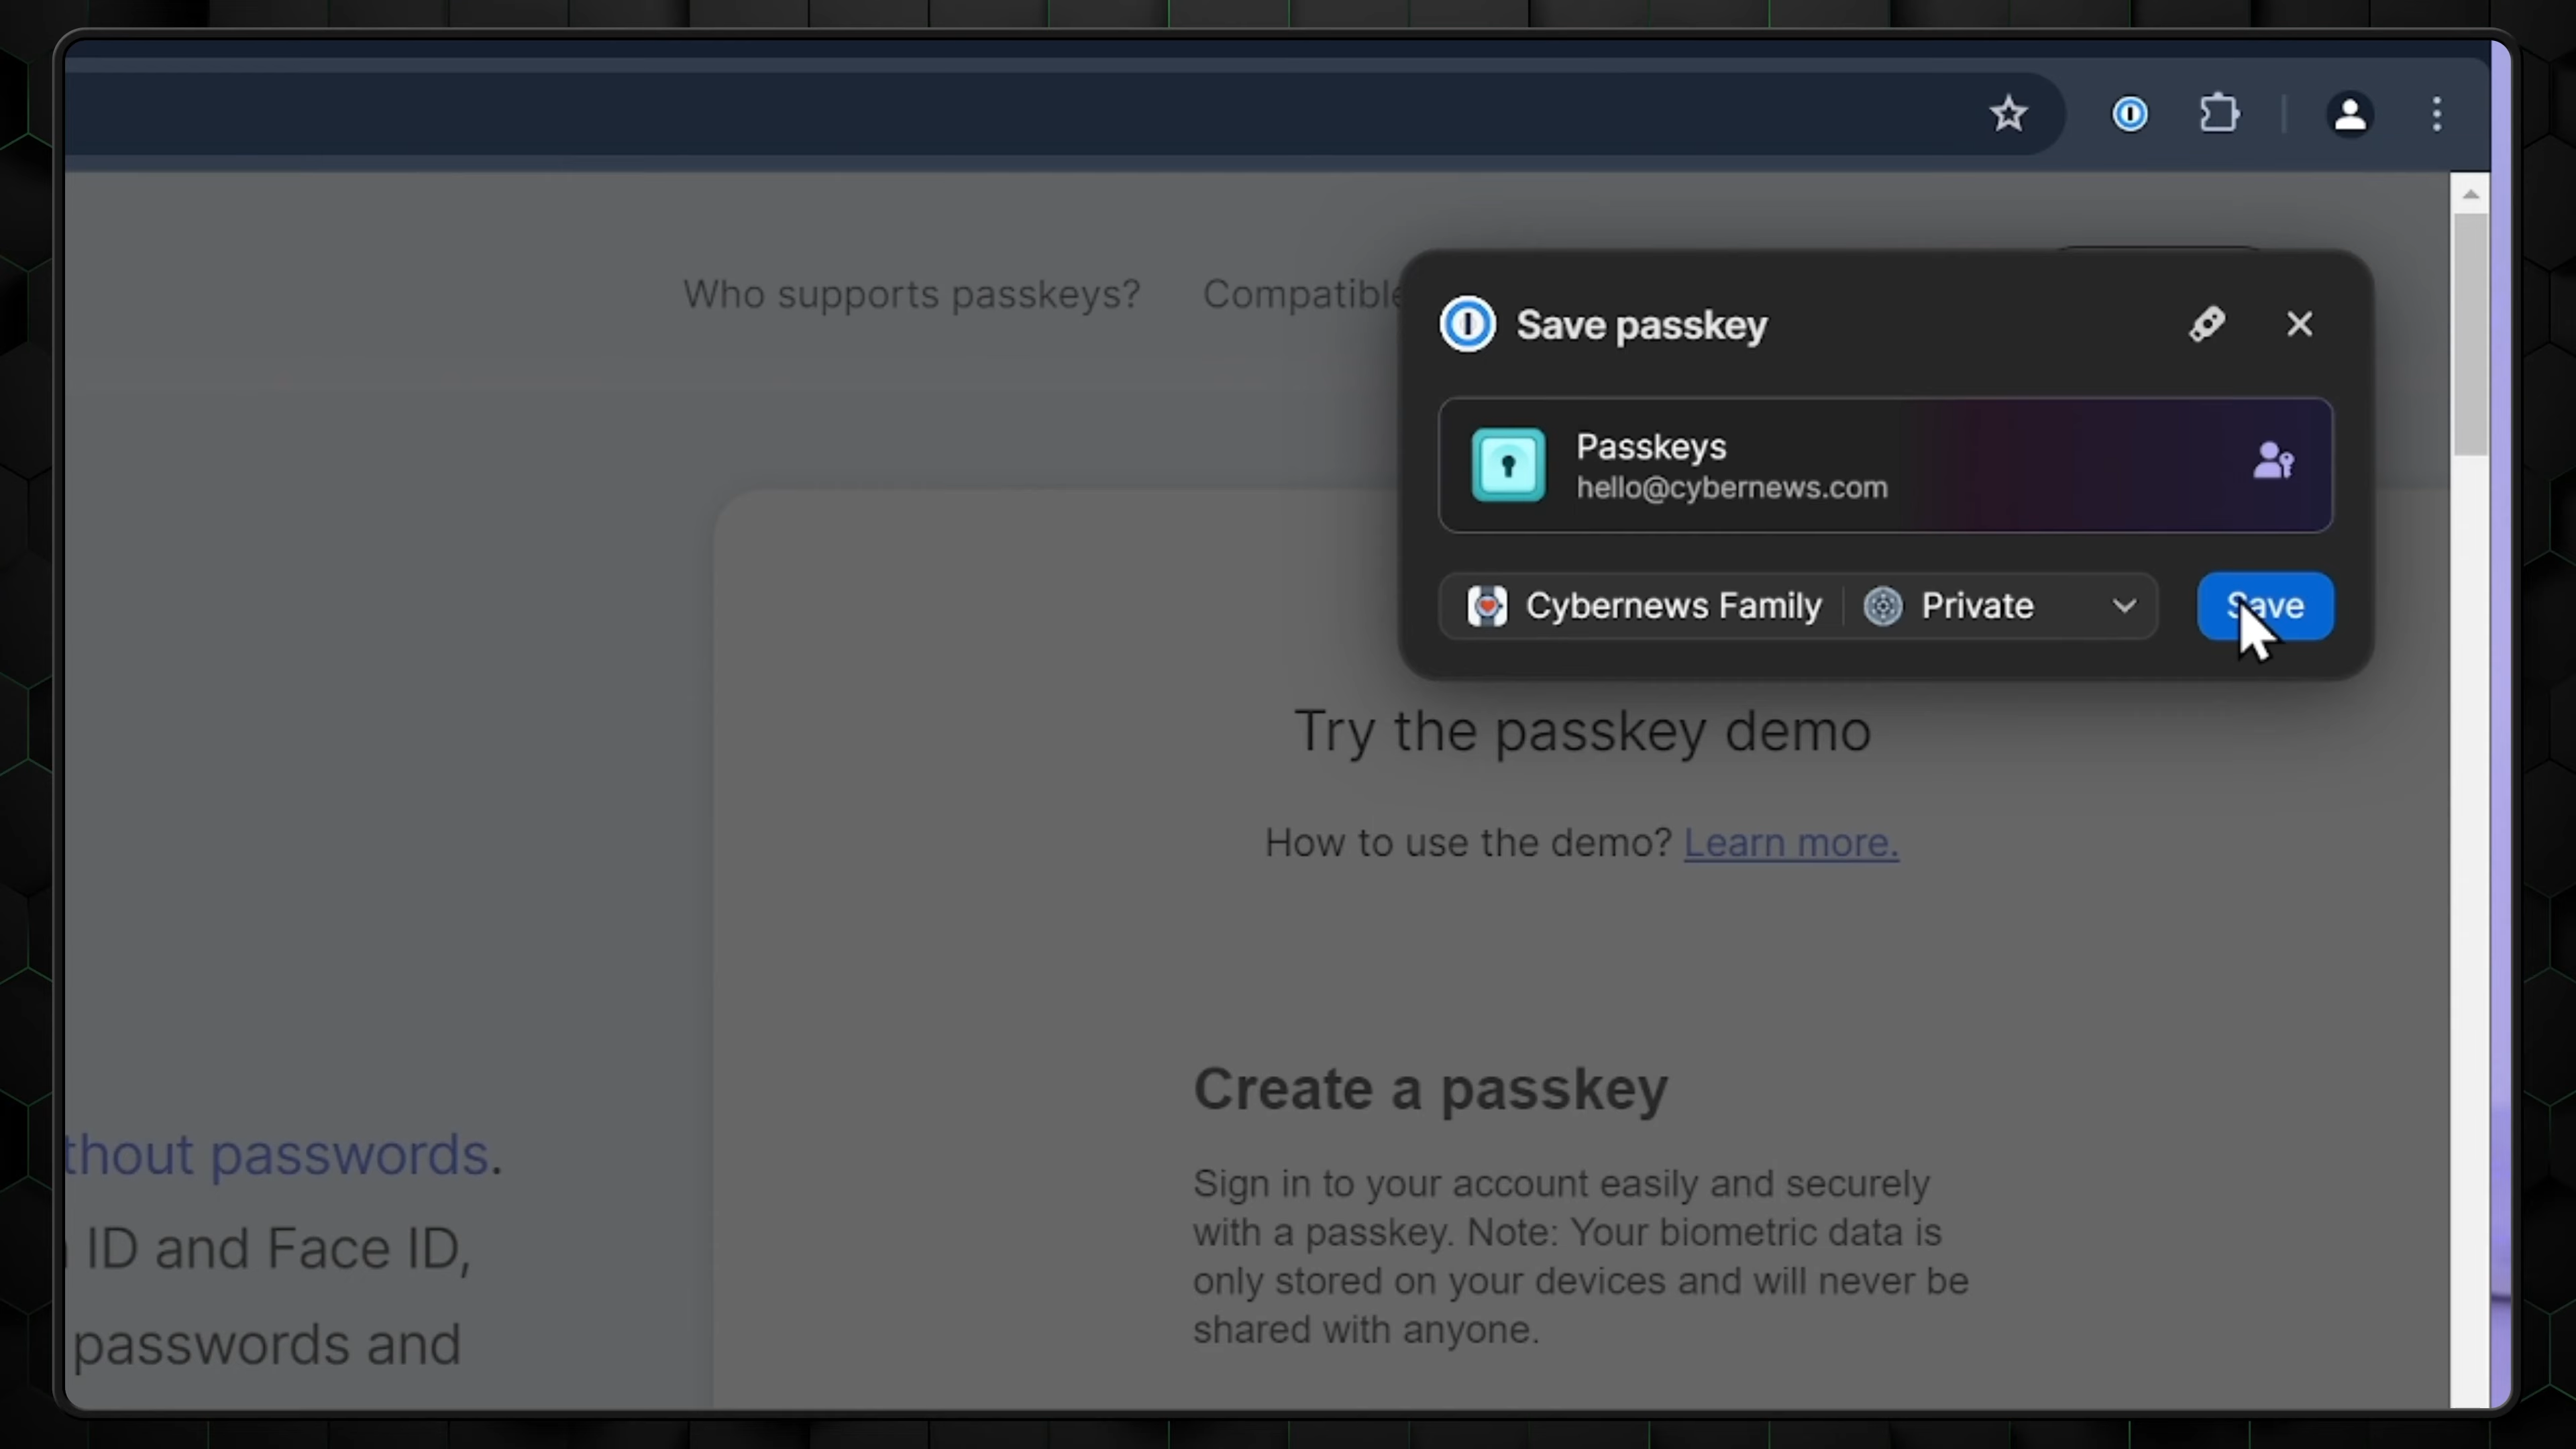 Who supports passkeys? Compatible
Save passkey
Passkeys
hello@cybernews.com
Cybernews Family Private Save
Try the passkey demo
How to use the demo? Learn more.
Create a passkey
Sign in to your account easily and securely
with a passkey. Note: Your biometric data is
only stored on your devices and will never be
shared with anyone.
thout passwords.
ID and Face ID,
passwords and